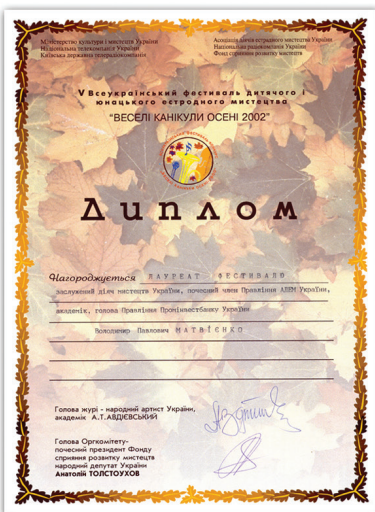 Міністерство культури і мистецтв України
Національна телекомпанія України
Київська державна телерадіокомпанія
Асоціація діячів естрадного мистецтва України
Національна радіокомпанія України
Фонд сприяння розвитку мистецтв
V Всеукраїнський фестиваль дитячого і
юнацького естрадного мистецтва
"ВЕСЕЛІ КАНІКУЛИ ОСЕНІ 2002"
Диплом
Нагороджується ЛАУРЕАТ ФЕСТИВАЛЮ
заслужений діяч мистецтв України, почесний член Правління АДЕМ України,
академік, голова Правління Промінвестбанку України
Володимир Павлович МАТВІЄНКО
Голова журі - народний артист України,
академік А.Т.АВДІЄВСЬКИЙ
Голова Оргкомітету-
почесний президент Фонду
сприяння розвитку мистецтв
народний депутат України
Анатолій ТОЛСТОУХОВ